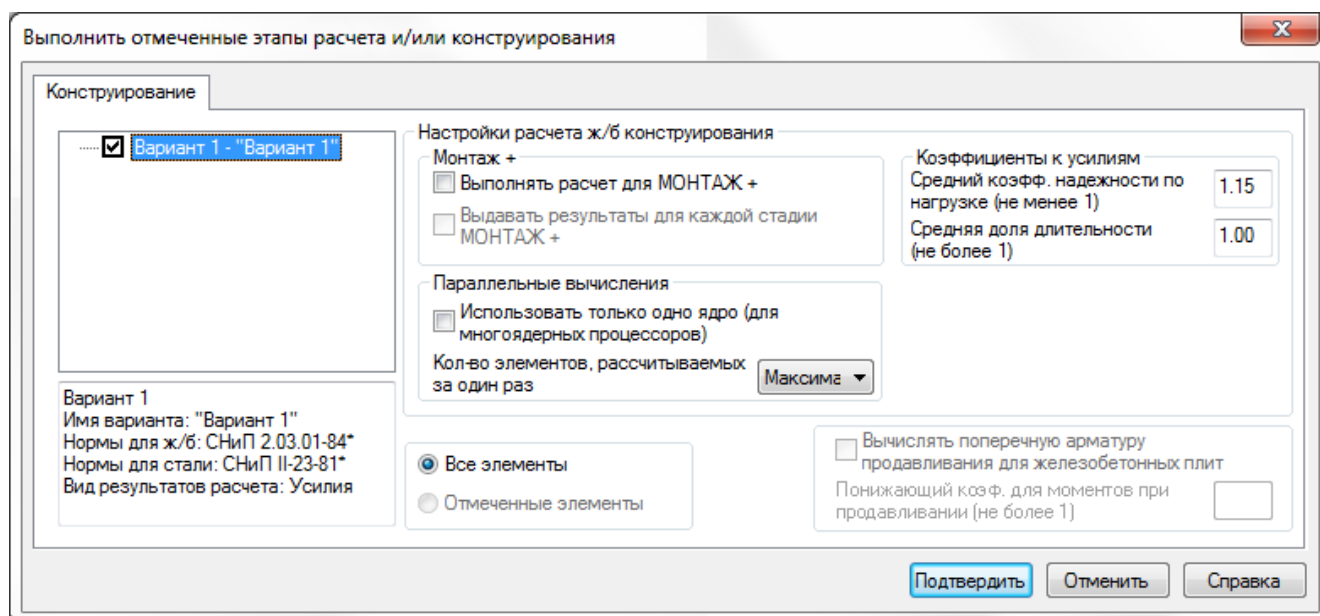 Выполнить отмеченные этапы расчета и/или конструирования
Конструирование
Вариант 1 - "Вариант 1"
Вариант 1
Имя варианта: "Вариант 1"
Нормы для ж/б: СНиП 2.03.01-84*
Нормы для стали: СНиП II-23-81*
Вид результатов расчета: Усилия
Настройки расчета ж/б конструирования
Монтаж +
Выполнять расчет для МОНТАЖ +
Выдавать результаты для каждой стадии
МОНТАЖ +
Коэффициенты к усилиям
Средний коэфф. надежности по
нагрузке (не менее 1)
1.15
Средняя доля длительности
(не более 1)
1.00
Параллельные вычисления
Использовать только одно ядро (для
многоядерных процессоров)
Кол-во элементов, рассчитываемых
за один раз
Максима
Все элементы
Отмеченные элементы
Вычислять поперечную арматуру
продавливания для железобетонных плит
Понижающий коэф. для моментов при
продавливании (не более 1)
Подтвердить
Отменить
Справка